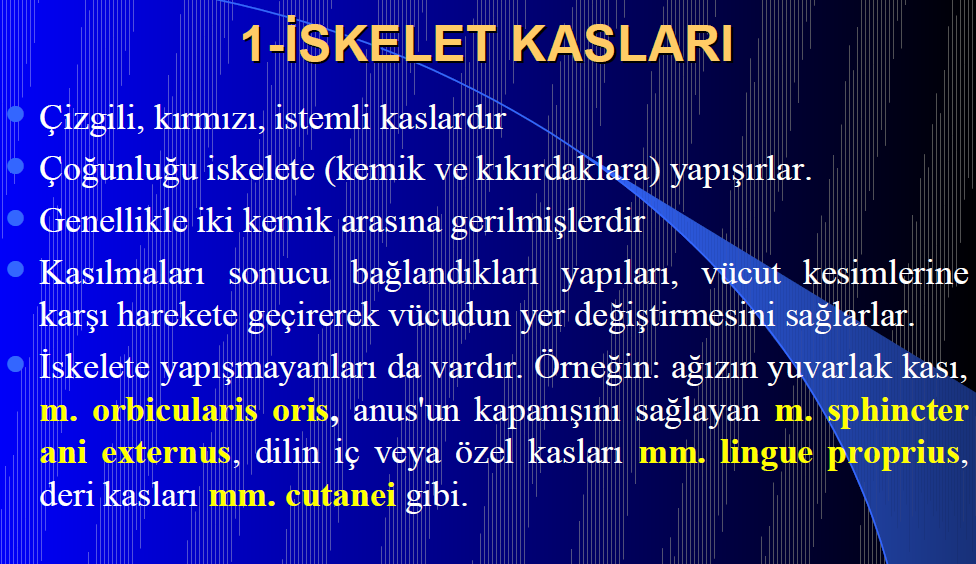 1-İSKELET KASLARI
Çizgili, kırmızı, istemli kaslardır
Çoğunluğu iskelete (kemik ve kıkırdaklara) yapışırlar.
Genellikle iki kemik arasına gerilmişlerdir
Kasılmaları sonucu bağlandıkları yapıları, vücut kesimlerine
karşı harekete geçirerek vücudun yer değiştirmesini sağlarlar.
İskelete yapışmayanları da vardır. Örneğin: ağızın yuvarlak kası,
m. orbicularis oris, anus'un kapanışını sağlayan m. sphincter
ani externus, dilin iç veya özel kasları mm. lingue proprius,
deri kasları mm. cutanei gibi.